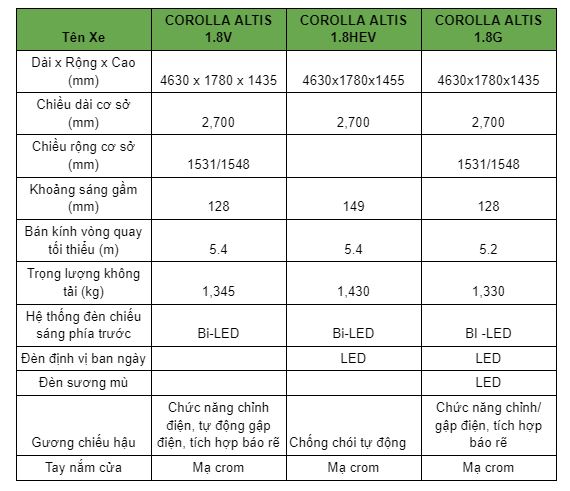 Tên Xe
COROLLA ALTIS
1.8V
COROLLA ALTIS
1.8HEV
COROLLA ALTIS
1.8G
Dài x Rộng x Cao
(mm)
4630 x 1780 x 1435
4630x1780x1455
4630x1780x1435
Chiều dài cơ sở
(mm)
2,700
2,700
2,700
Chiều rộng cơ sở
(mm)
1531/1548
1531/1548
Khoảng sáng gầm
(mm)
128
149
128
Bán kính vòng quay
tối thiểu (m)
5.4
5.4
5.2
Trọng lượng không
tải (kg)
1,345
1,430
1,330
Hệ thống đèn chiếu
sáng phía trước
Bi-LED
Bi-LED
BI -LED
Đèn định vị ban ngày
LED
LED
Đèn sương mù
LED
Gương chiếu hậu
Chức năng chỉnh
điện, tự động gập
điện, tích hợp báo rẽ
Chống chói tự động
Chức năng chỉnh/
gập điện, tích hợp
báo rẽ
Tay nắm cửa
Mạ crom
Mạ crom
Mạ crom